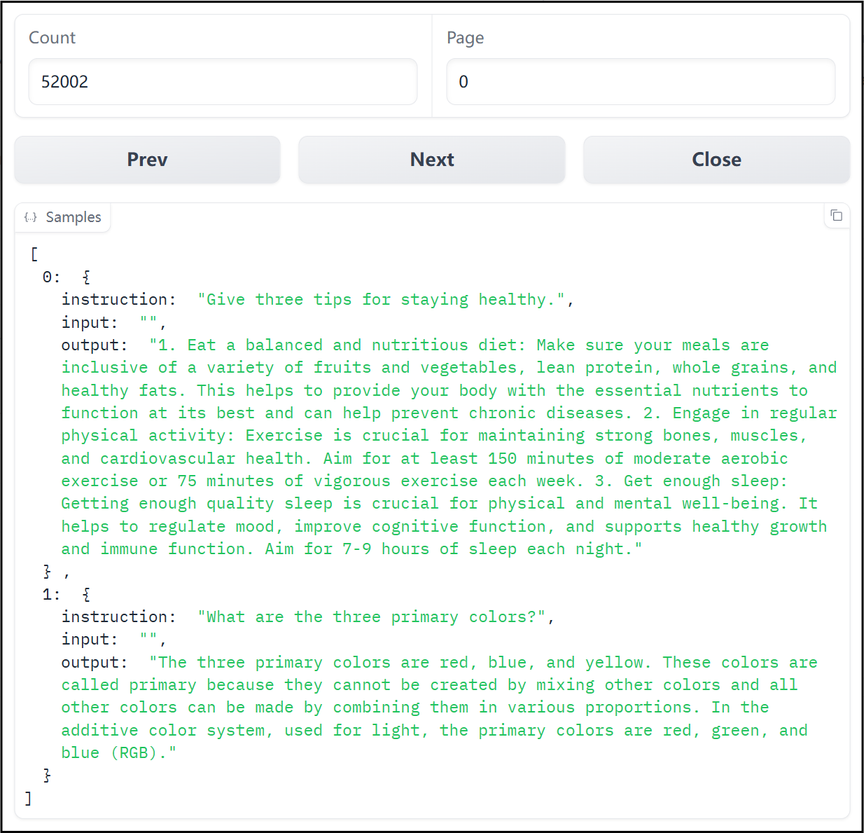 Count
Page
52002
0
Prev
Next
Close
{..} Samples
[
0: {
instruction: "Give three tips for staying healthy.",
input: "",
output: "1. Eat a balanced and nutritious diet: Make sure your meals are
inclusive of a variety of fruits and vegetables, lean protein, whole grains, and
healthy fats. This helps to provide your body with the essential nutrients to
function at its best and can help prevent chronic diseases. 2. Engage in regular
physical activity: Exercise is crucial for maintaining strong bones, muscles,
and cardiovascular health. Aim for at least 150 minutes of moderate aerobic
exercise or 75 minutes of vigorous exercise each week. 3. Get enough sleep:
Getting enough quality sleep is crucial for physical and mental well-being. It
helps to regulate mood, improve cognitive function, and supports healthy growth
and immune function. Aim for 7-9 hours of sleep each night."
} ,
1: {
instruction: "What are the three primary colors?",
input: "",
output: "The three primary colors are red, blue, and yellow. These colors are
called primary because they cannot be created by mixing other colors and all
other colors can be made by combining them in various proportions. In the
additive color system, used for light, the primary colors are red, green, and
blue (RGB)."
}
]